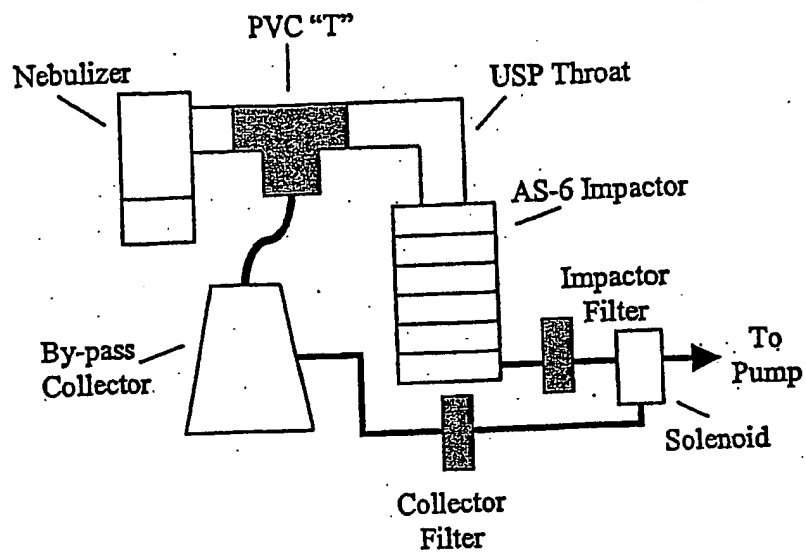 PVC “T”
Nebulizer
USP Throat
AS-6 Impactor
Impactor
Filter
To
Pump
By-pass
Collector
Solenoid
Collector
Filter